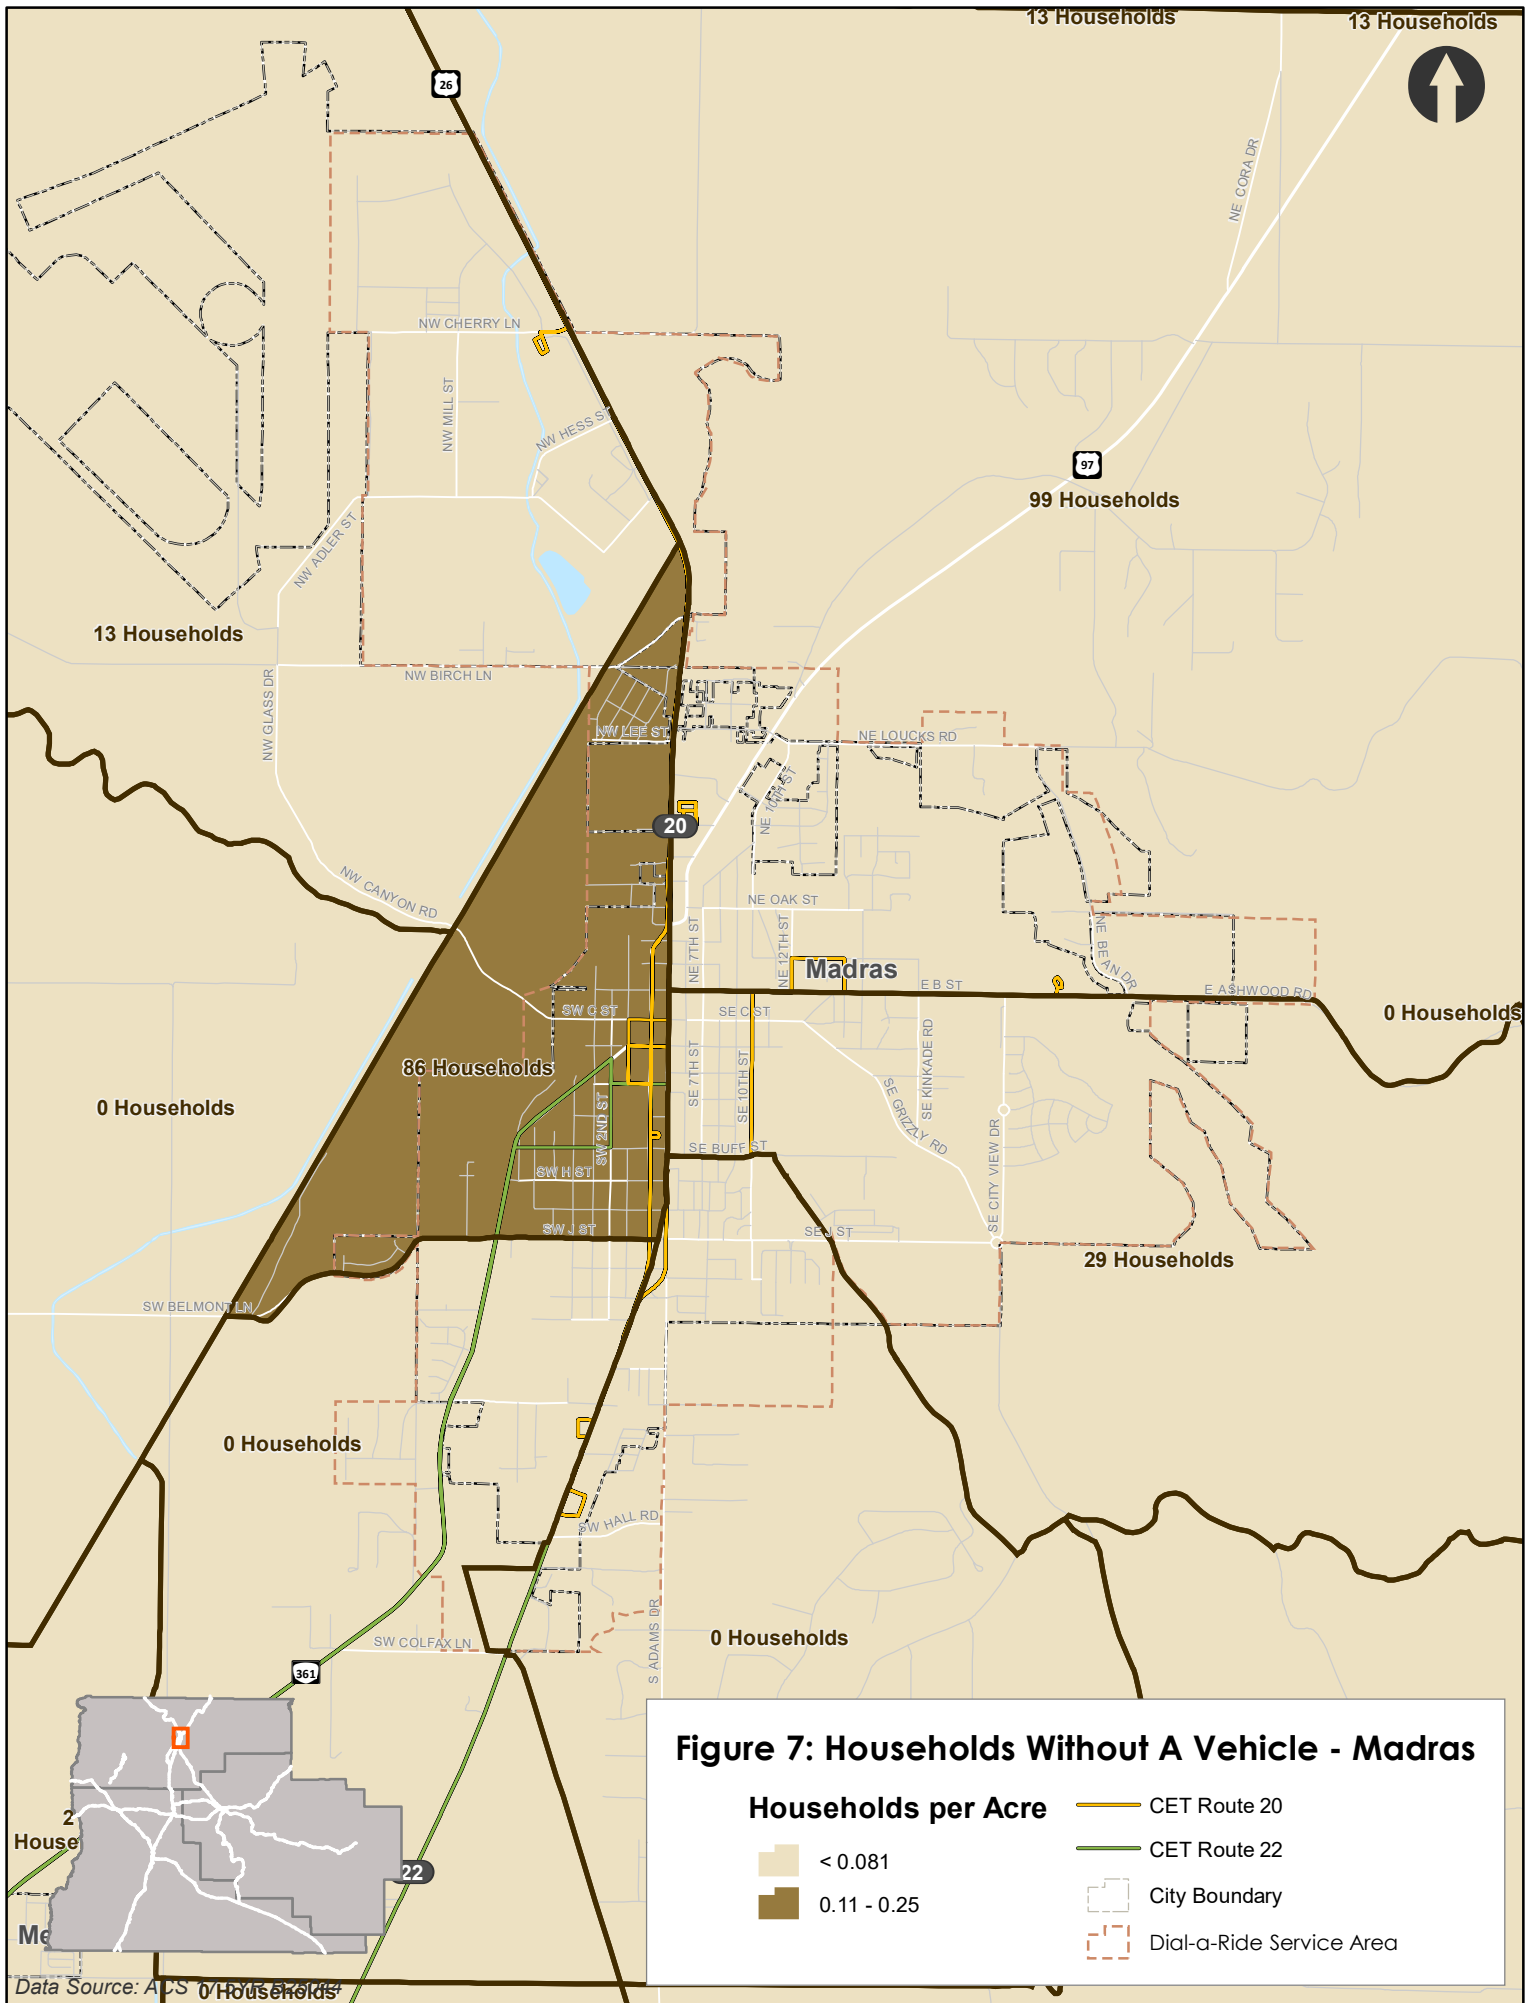 13 Households
13 Households
26
NE CORA DR
NW CHERRY LN
NW MILL ST
NW HESS ST
97
99 Households
NW ADLER ST
13 Households
NW BIRCH LN
NW GLASS DR
NW LEE ST
NE LOUCKS RD
NE 10TH ST
20
NW CANYON RD
NE OAK ST
NE 7TH ST
NE 12TH ST
Madras
NE BEAN DR
E B ST
E ASHWOOD RD
0 Households
SW C ST
SE C ST
86 Households
SE 7TH ST
SE 10TH ST
SE KINKADE RD
0 Households
SW 2ND ST
SE GRIZZLY RD
SE CITY VIEW DR
SE BUFF ST
SW H ST
SW J ST
SE J ST
29 Households
SW BELMONT LN
0 Households
SW HALL RD
S ADAMS DR
0 Households
SW COLFAX LN
361
Figure 7: Households Without A Vehicle - Madras
Households per Acre
< 0.081
0.11 - 0.25
CET Route 20
CET Route 22
City Boundary
Dial-a-Ride Service Area
2
House
22
Me
Data Source: ACS
0 Households